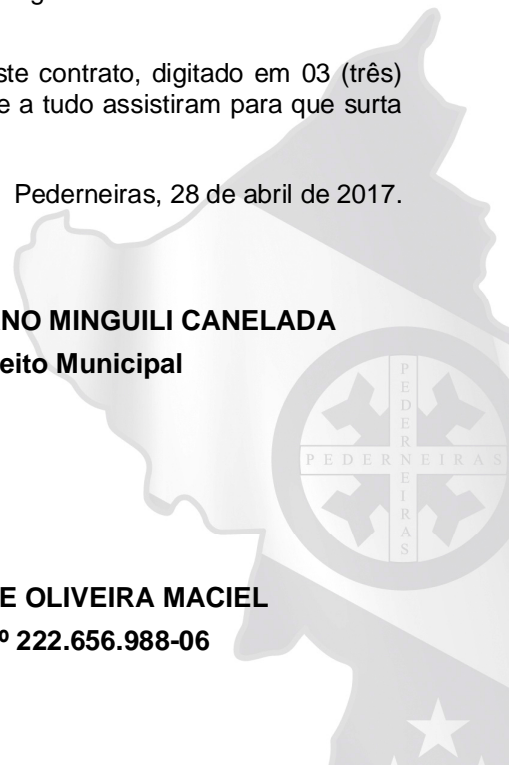 ste contrato, digitado em 03 (três)
e a tudo assistiram para que surta
Pederneiras, 28 de abril de 2017.
NO MINGUILI CANELADA
eito Municipal
PEDERNEIRAS
PEDERNEIRAS
E OLIVEIRA MACIEL
º 222.656.988-06